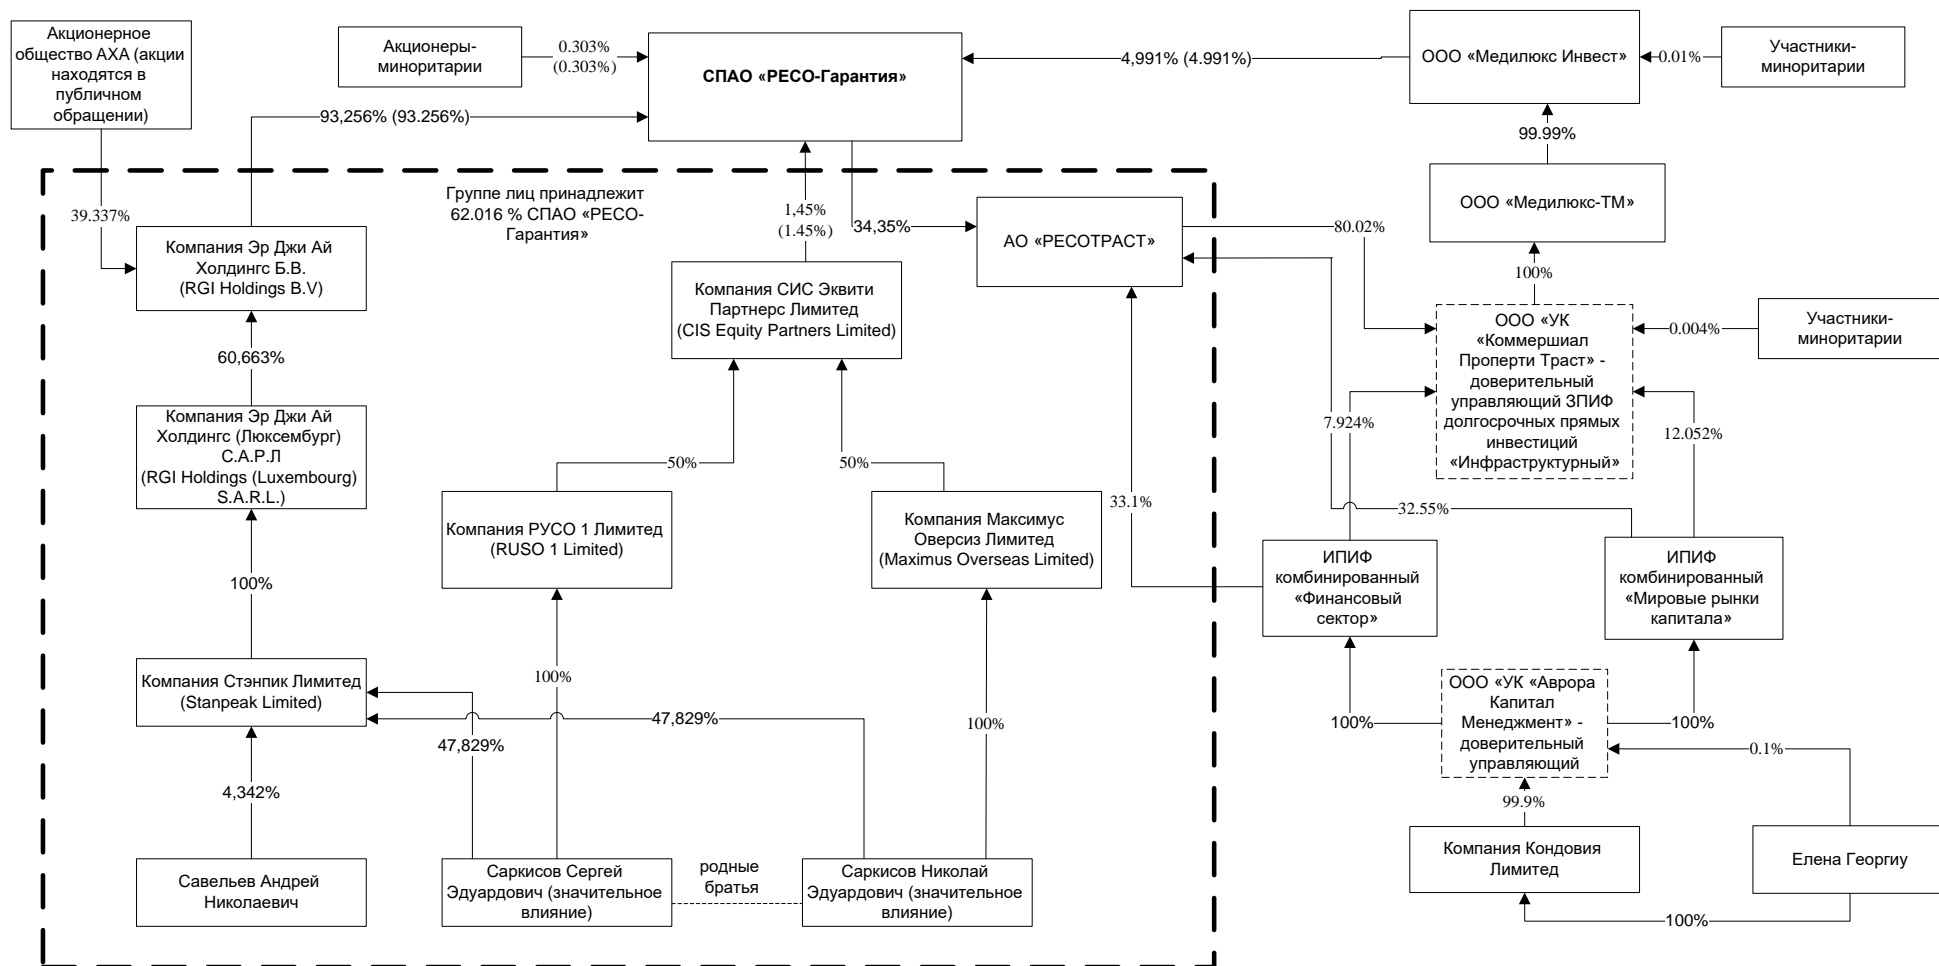 Акционерное
общество АХА (акции
находятся в
публичном
обращении)
Акционеры-
миноритарии
0.303%
(0.303%)
СПАО «РЕСО-Гарантия»
4,991% (4.991%)
ООО «Медилюкс Инвест»
0.01%
Участники-
миноритарии
93,256% (93.256%)
99.99%
39.337%
Группе лиц принадлежит
62.016 % СПАО «РЕСО-
Гарантия»
1,45%
(1.45%)
34,35%
АО «РЕСОТРАСТ»
80.02%
ООО «Медилюкс-ТМ»
100%
Компания Эр Джи Ай
Холдингс Б.В.
(RGI Holdings B.V)
Компания СИС Эквити
Партнерс Лимитед
(CIS Equity Partners Limited)
ООО «УК
«Коммершиал
Проперти Траст» -
доверительный
управляющий ЗПИФ
долгосрочных прямых
инвестиций
«Инфраструктурный»
0.004%
Участники-
миноритарии
60,663%
Компания Эр Джи Ай
Холдингс (Люксембург)
С.А.Р.Л
(RGI Holdings (Luxembourg)
S.A.R.L.)
50%
50%
7.924%
12.052%
33.1%
32.55%
Компания РУСО 1 Лимитед
(RUSO 1 Limited)
Компания Максимус
Оверсиз Лимитед
(Maximus Overseas Limited)
ИПИФ
комбинированный
«Финансовый
сектор»
ИПИФ
комбинированный
«Мировые рынки
капитала»
100%
Компания Стэнпик Лимитед
(Stanpeak Limited)
100%
47,829%
47,829%
100%
100%
ООО «УК «Аврора
Капитал
Менеджмент» -
доверительный
управляющий
100%
0.1%
4,342%
99.9%
Савельев Андрей
Николаевич
Саркисов Сергей
Эдуардович (значительное
влияние)
родные
братья
Саркисов Николай
Эдуардович (значительное
влияние)
Компания Кондовия
Лимитед
Елена Георгиу
100%